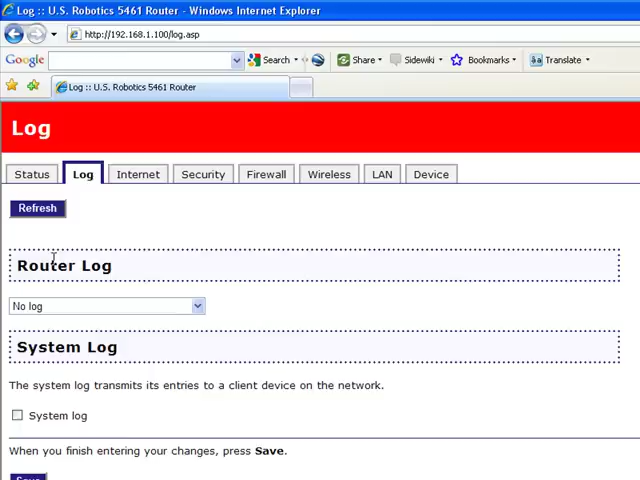 Log :: U.S. Robotics 5461 Router - Windows Internet Explorer
http://192.168.1.100/log.asp
Google Search Share Sidewiki Bookmarks Translate
Log :: U.S. Robotics 5461 Router
Log
Status Log Internet Security Firewall Wireless LAN Device
Refresh
Router Log
No log
System Log
The system log transmits its entries to a client device on the network.
System log
When you finish entering your changes, press Save.
Save